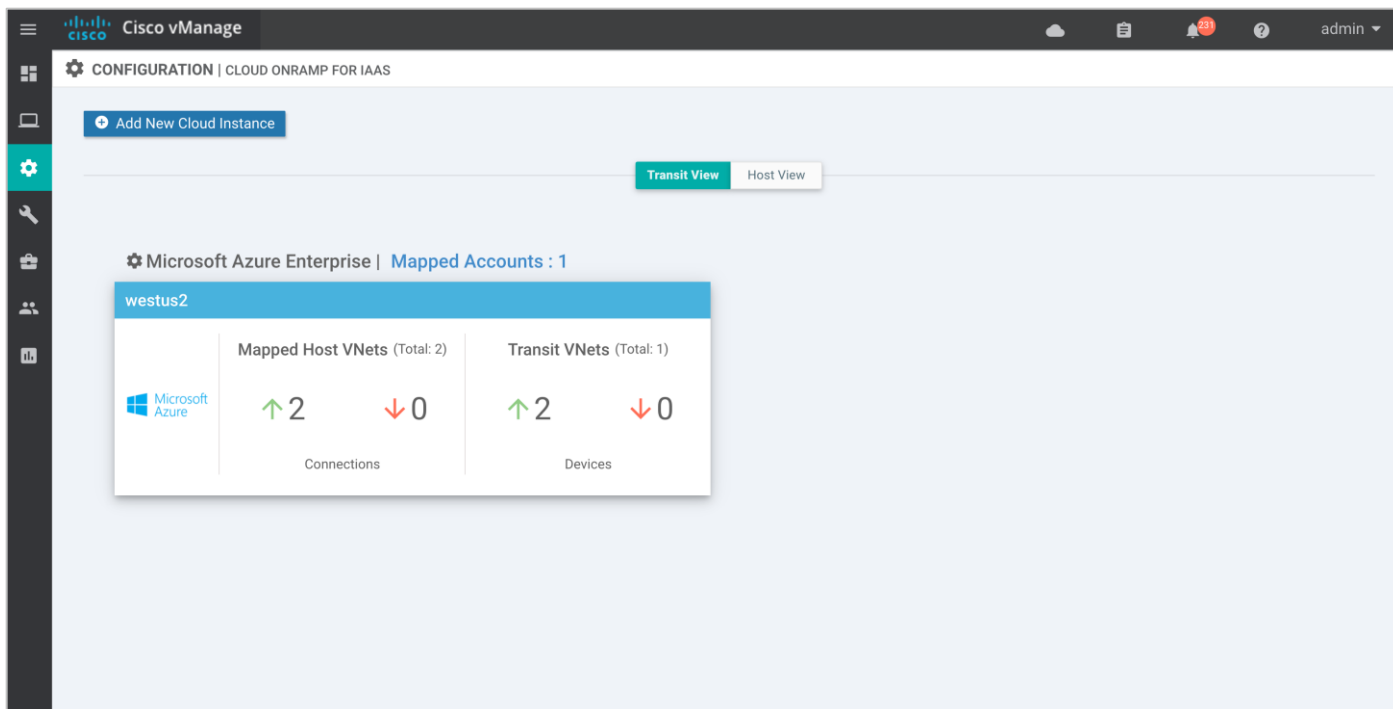 CISCO Cisco vManage
231
admin
CONFIGURATION | CLOUD ONRAMP FOR IAAS
Add New Cloud Instance
Transit View Host View
Microsoft Azure Enterprise | Mapped Accounts : 1
westus2
Mapped Host VNets (Total: 2) Transit VNets (Total: 1)
Microsoft
Azure
2 0 2 0
Connections Devices